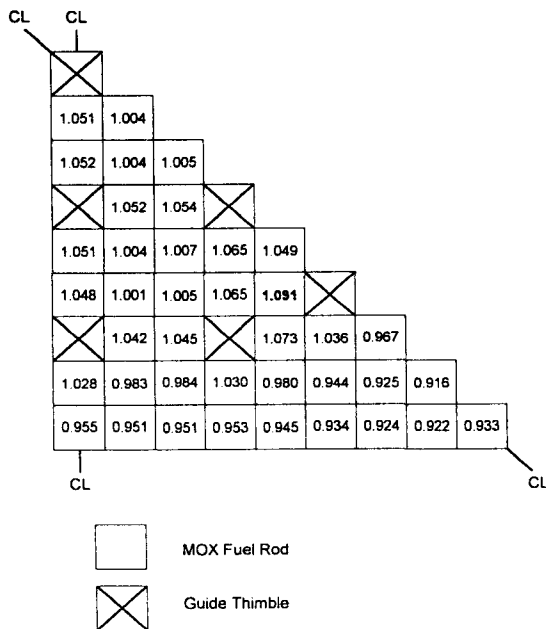 CL CL
1.051 1.004
1.052 1.004 1.005
1.052 1.054
1.051 1.004 1.007 1.065 1.049
1.048 1.001 1.005 1.065 1.091
1.042 1.045 1.073 1.036 0.967
1.028 0.983 0.984 1.030 0.980 0.944 0.925 0.916
0.955 0.951 0.951 0.953 0.945 0.934 0.924 0.922 0.933
CL CL
MOX Fuel Rod
Guide Thimble